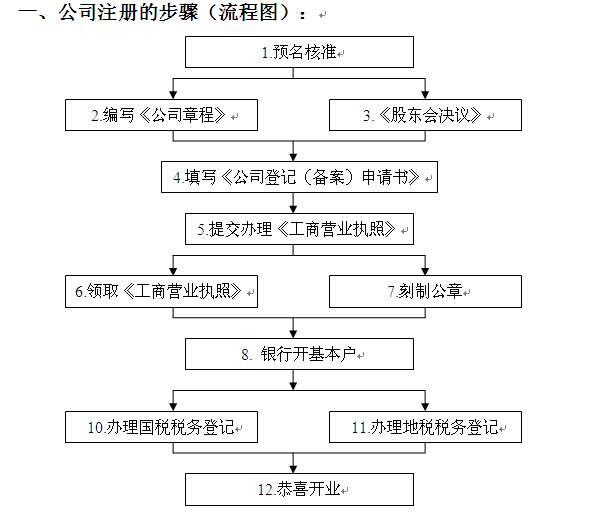 一、公司注册的步骤（流程图）：
1.预名核准
2.编写《公司章程》
3.《股东会决议》
4.填写《公司登记（备案）申请书》
5.提交办理《工商营业执照》
6.领取《工商营业执照》
7.刻制公章
8. 银行开基本户
10.办理国税税务登记
11.办理地税税务登记
12.恭喜开业